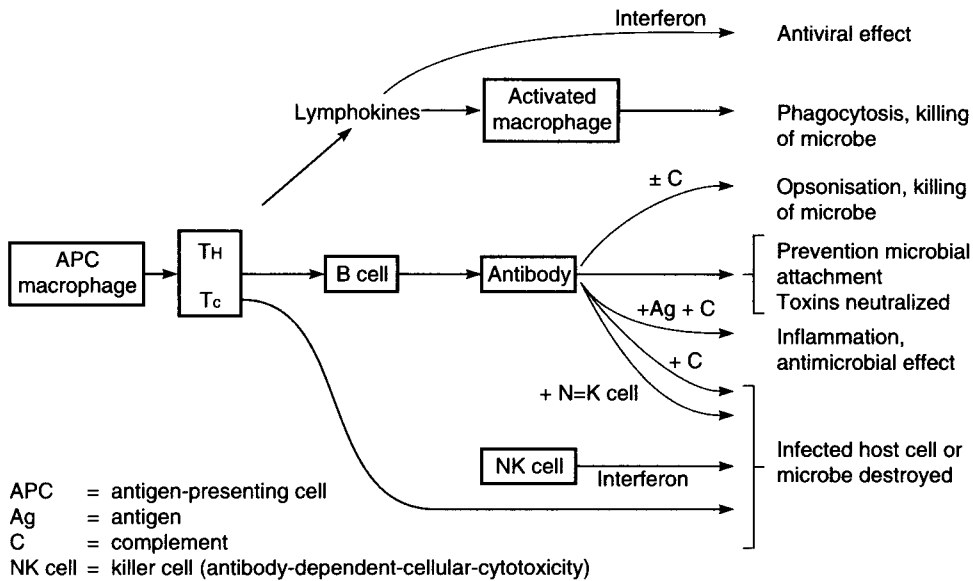 Interferon
Antiviral effect
Lymphokines
Activated
macrophage
Phagocytosis, killing
of microbe
± C
Opsonisation, killing
of microbe
APC
macrophage
TH
Tc
B cell
Antibody
Prevention microbial
attachment
Toxins neutralized
+Ag + C
Inflammation,
antimicrobial effect
+ C
+ N=K cell
NK cell
Interferon
Infected host cell or
microbe destroyed
APC = antigen-presenting cell
Ag = antigen
C = complement
NK cell = killer cell (antibody-dependent-cellular-cytotoxicity)